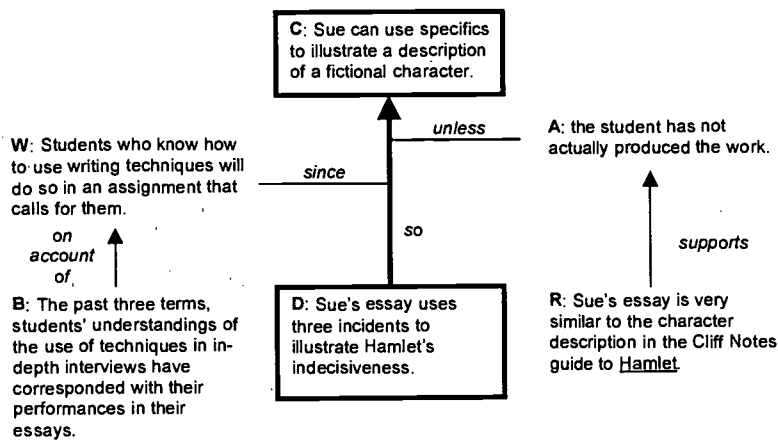 C: Sue can use specifics
to illustrate a description
of a fictional character.
unless
A: the student has not
actually produced the work.
W: Students who know how
to use writing techniques will
do so in an assignment that
calls for them.
since
on
account
of
so
supports
B: The past three terms,
students' understandings of
the use of techniques in in-
depth interviews have
corresponded with their
performances in their
essays.
D: Sue's essay uses
three incidents to
illustrate Hamlet's
indecisiveness.
R: Sue's essay is very
similar to the character
description in the Cliff Notes
guide to Hamlet.